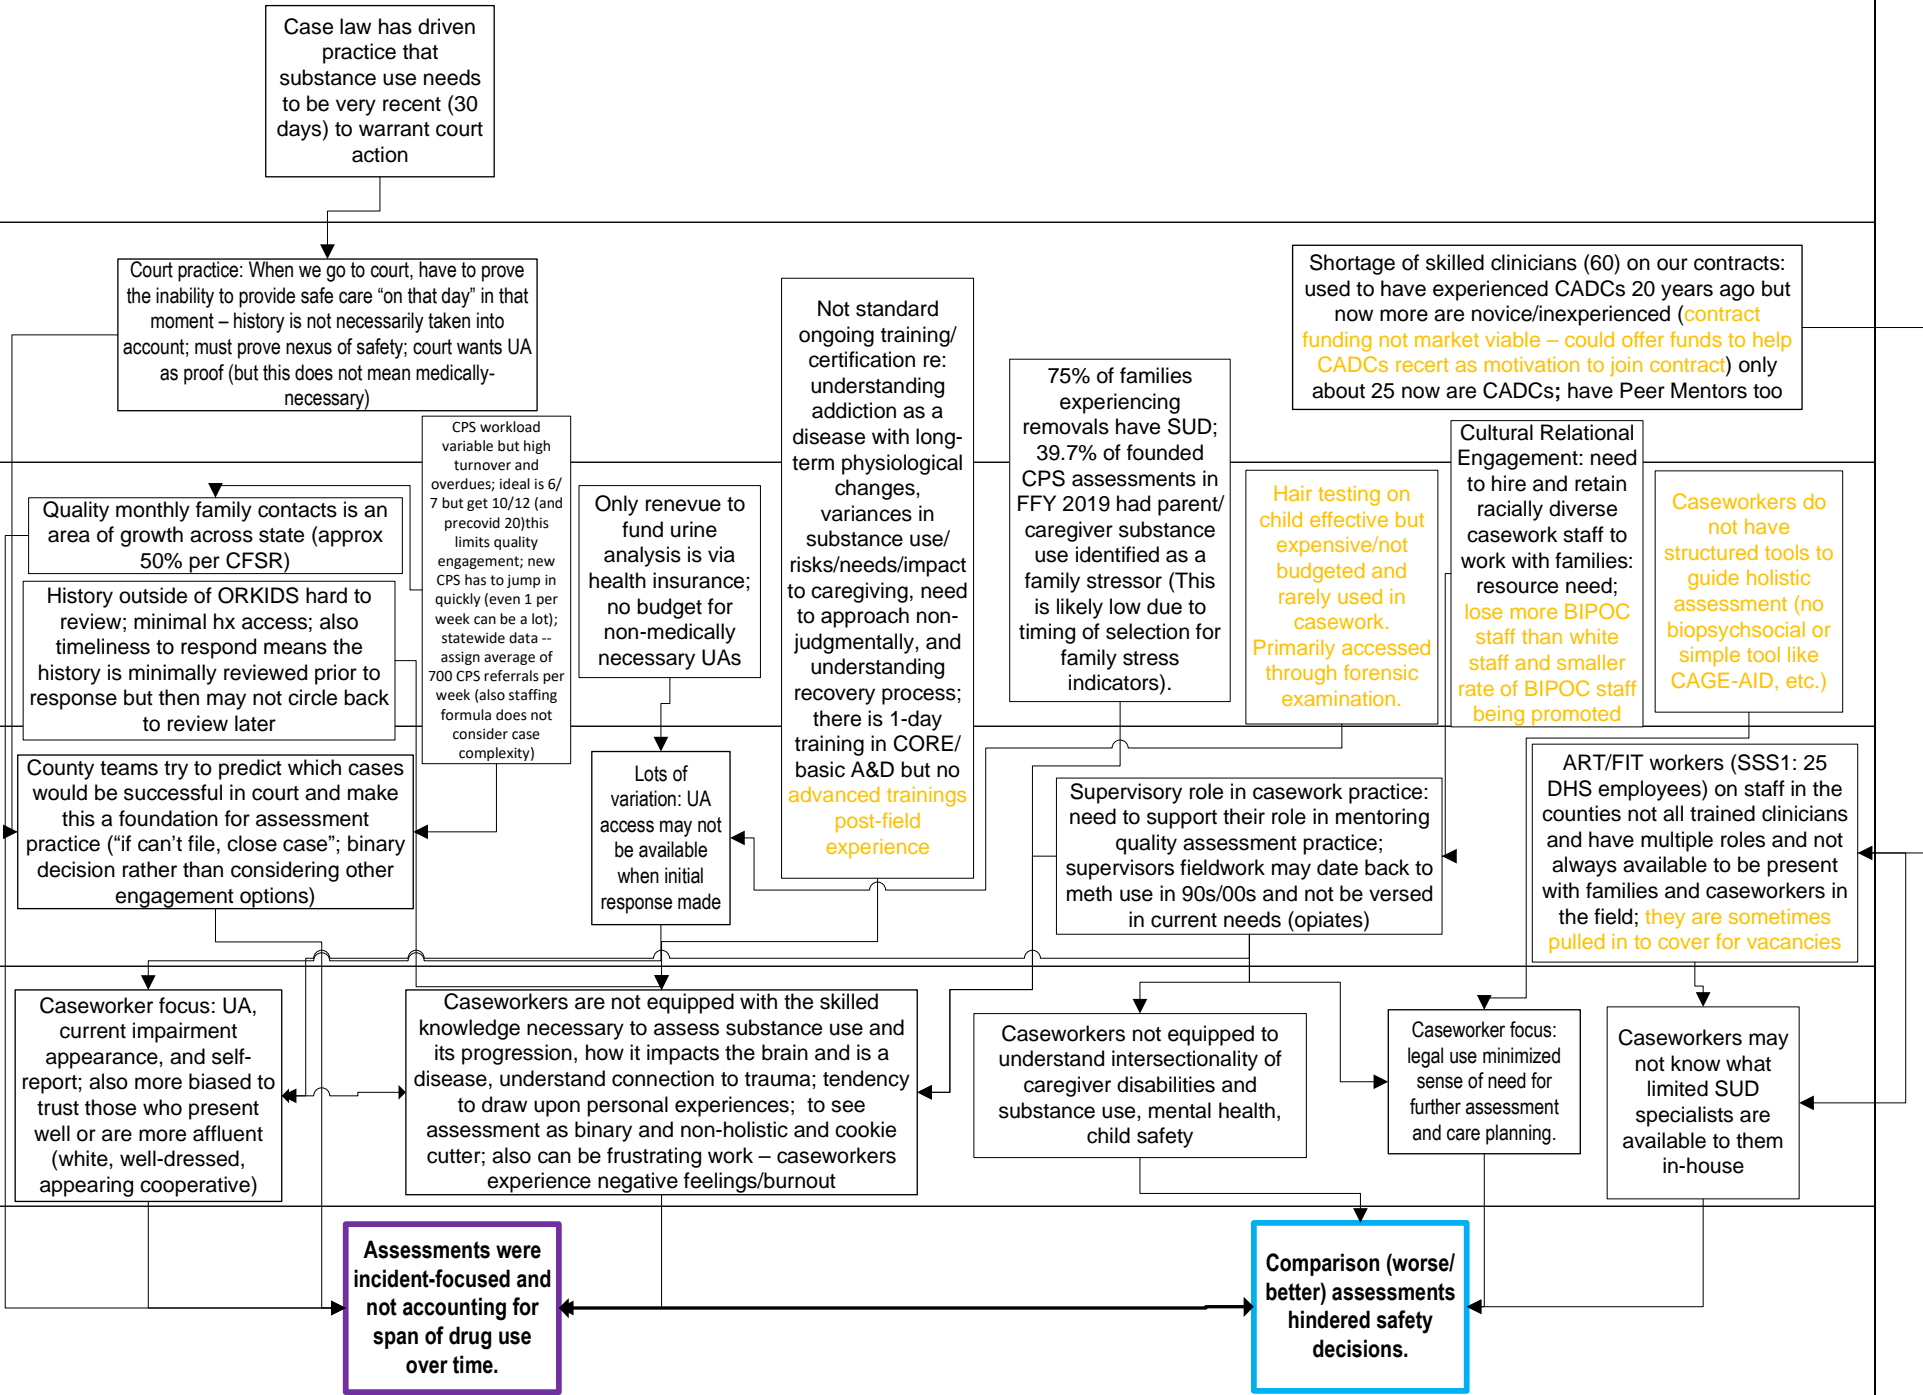 Case law has driven
practice that
substance use needs
to be very recent (30
days) to warrant court
action
Court practice: When we go to court, have to prove
the inability to provide safe care “on that day” in that
moment – history is not necessarily taken into
account; must prove nexus of safety; court wants UA
as proof (but this does not mean medically-
necessary)
Shortage of skilled clinicians (60) on our contracts:
used to have experienced CADCs 20 years ago but
now more are novice/inexperienced (contract
funding not market viable – could offer funds to help
CADCs recert as motivation to join contract) only
about 25 now are CADCs; have Peer Mentors too
Not standard
ongoing training/
certification re:
understanding
addiction as a
disease with long-
term physiological
changes,
variances in
substance use/
risks/needs/impact
to caregiving, need
to approach non-
judgmentally, and
understanding
recovery process;
there is 1-day
training in CORE/
basic A&D but no
advanced trainings
post-field
experience
75% of families
experiencing
removals have SUD;
39.7% of founded
CPS assessments in
FFY 2019 had parent/
caregiver substance
use identified as a
family stressor (This
is likely low due to
timing of selection for
family stress
indicators).
CPS workload
variable but high
turnover and
overdues; ideal is 6/
7 but get 10/12 (and
precovid 20)this
limits quality
engagement; new
CPS has to jump in
quickly (even 1 per
week can be a lot);
statewide data --
assign average of
700 CPS referrals per
week (also staffing
formula does not
consider case
complexity)
Cultural Relational
Engagement: need
to hire and retain
racially diverse
casework staff to
work with families:
resource need;
lose more BIPOC
staff than white
staff and smaller
rate of BIPOC staff
being promoted
Quality monthly family contacts is an
area of growth across state (approx
50% per CFSR)
Only renevue to
fund urine
analysis is via
health insurance;
no budget for
non-medically
necessary UAs
Hair testing on
child effective but
expensive/not
budgeted and
rarely used in
casework.
Primarily accessed
through forensic
examination.
Caseworkers do
not have
structured tools to
guide holistic
assessment (no
biopsychsocial or
simple tool like
CAGE-AID, etc.)
History outside of ORKIDS hard to
review; minimal hx access; also
timeliness to respond means the
history is minimally reviewed prior to
response but then may not circle back
to review later
County teams try to predict which cases
would be successful in court and make
this a foundation for assessment
practice (“if can’t file, close case”; binary
decision rather than considering other
engagement options)
Lots of
variation: UA
access may not
be available
when initial
response made
Supervisory role in casework practice:
need to support their role in mentoring
quality assessment practice;
supervisors fieldwork may date back to
meth use in 90s/00s and not be versed
in current needs (opiates)
ART/FIT workers (SSS1: 25
DHS employees) on staff in the
counties not all trained clinicians
and have multiple roles and not
always available to be present
with families and caseworkers in
the field; they are sometimes
pulled in to cover for vacancies
Caseworker focus: UA,
current impairment
appearance, and self-
report; also more biased to
trust those who present
well or are more affluent
(white, well-dressed,
appearing cooperative)
Caseworkers are not equipped with the skilled
knowledge necessary to assess substance use and
its progression, how it impacts the brain and is a
disease, understand connection to trauma; tendency
to draw upon personal experiences;  to see
assessment as binary and non-holistic and cookie
cutter; also can be frustrating work – caseworkers
experience negative feelings/burnout
Caseworkers not equipped to
understand intersectionality of
caregiver disabilities and
substance use, mental health,
child safety
Caseworker focus:
legal use minimized
sense of need for
further assessment
and care planning.
Caseworkers may
not know what
limited SUD
specialists are
available to them
in-house
Assessments were
incident-focused and
not accounting for
span of drug use
over time.
Comparison (worse/
better) assessments
hindered safety
decisions.